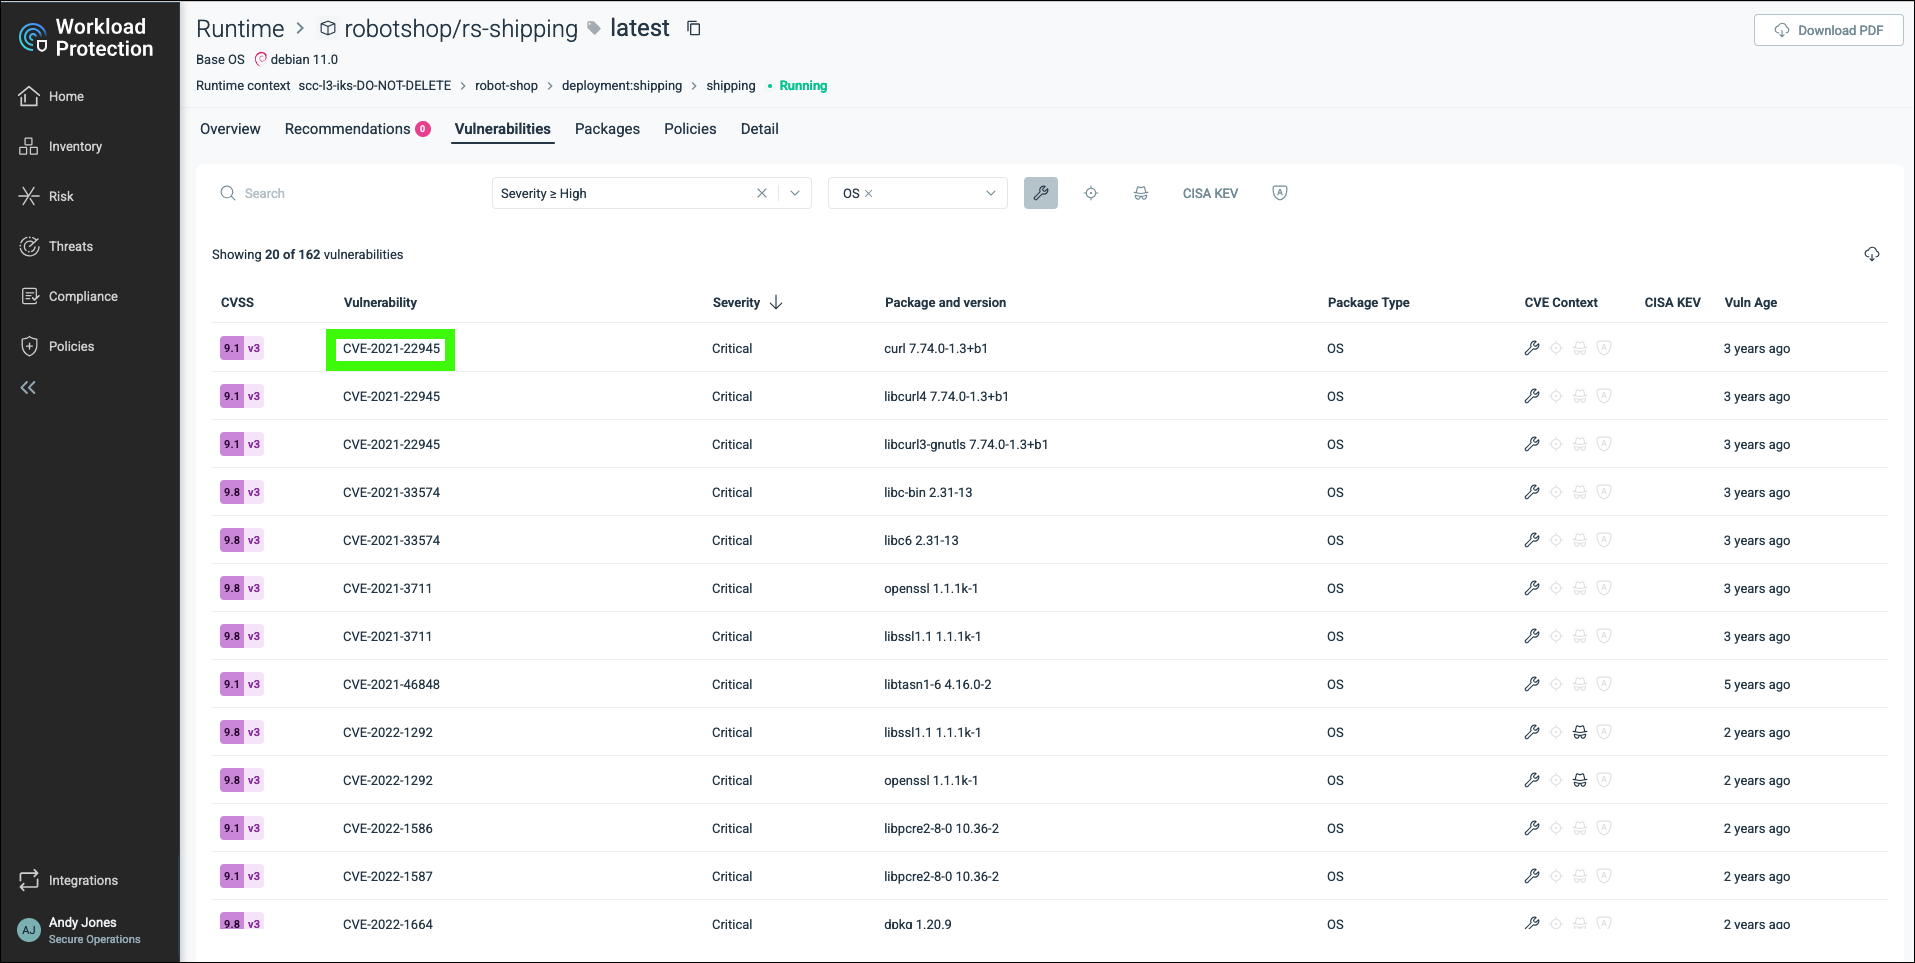 Workload
Protection
Home
Inventory
Risk
Threats
Compliance
Policies
Integrations
AJ
Andy Jones
Secure Operations
Runtime > robotshop/rs-shipping latest
Download PDF
Base OS debian 11.0
Runtime context scc-l3-iks-DO-NOT-DELETE > robot-shop > deployment:shipping > shipping • Running
Overview Recommendations 0 Vulnerabilities Packages Policies Detail
Search Severity ≥ High OS × CISA KEV A
Showing 20 of 162 vulnerabilities
CVSS Vulnerability Severity Package and version Package Type CVE Context CISA KEV Vuln Age
9.1 v3 CVE-2021-22945 Critical curl 7.74.0-1.3+b1 OS A 3 years ago
9.1 v3 CVE-2021-22945 Critical libcurl4 7.74.0-1.3+b1 OS A 3 years ago
9.1 v3 CVE-2021-22945 Critical libcurl3-gnutls 7.74.0-1.3+b1 OS A 3 years ago
9.8 v3 CVE-2021-33574 Critical libc-bin 2.31-13 OS A 3 years ago
9.8 v3 CVE-2021-33574 Critical libc6 2.31-13 OS A 3 years ago
9.8 v3 CVE-2021-3711 Critical openssl 1.1.1k-1 OS A 3 years ago
9.8 v3 CVE-2021-3711 Critical libssl1.1 1.1.1k-1 OS A 3 years ago
9.1 v3 CVE-2021-46848 Critical libtasn1-6 4.16.0-2 OS A 5 years ago
9.8 v3 CVE-2022-1292 Critical libssl1.1 1.1.1k-1 OS A 2 years ago
9.8 v3 CVE-2022-1292 Critical openssl 1.1.1k-1 OS A 2 years ago
9.1 v3 CVE-2022-1586 Critical libpcre2-8-0 10.36-2 OS A 2 years ago
9.1 v3 CVE-2022-1587 Critical libpcre2-8-0 10.36-2 OS A 2 years ago
9.8 v3 CVE-2022-1664 Critical dpkg 1.20.9 OS A 2 years ago